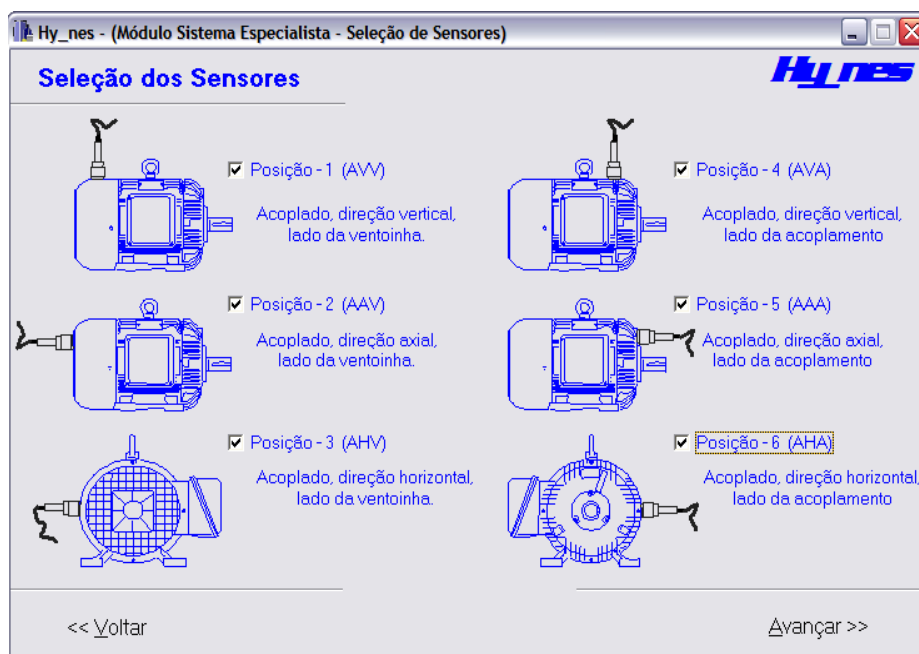 Hy_nes - (Módulo Sistema Especialista - Seleção de Sensores)
Seleção dos Sensores
Hy_nes
Posição - 1 (AVV)
Acoplado, direção vertical,
lado da ventoinha.
Posição - 4 (AVA)
Acoplado, direção vertical,
lado da acoplamento
Posição - 2 (AAV)
Acoplado, direção axial,
lado da ventoinha.
Posição - 5 (AAA)
Acoplado, direção axial,
lado da acoplamento
Posição - 3 (AHV)
Acoplado, direção horizontal,
lado da ventoinha.
Posição - 6 (AHA)
Acoplado, direção horizontal,
lado da acoplamento
<< Voltar
Avançar >>